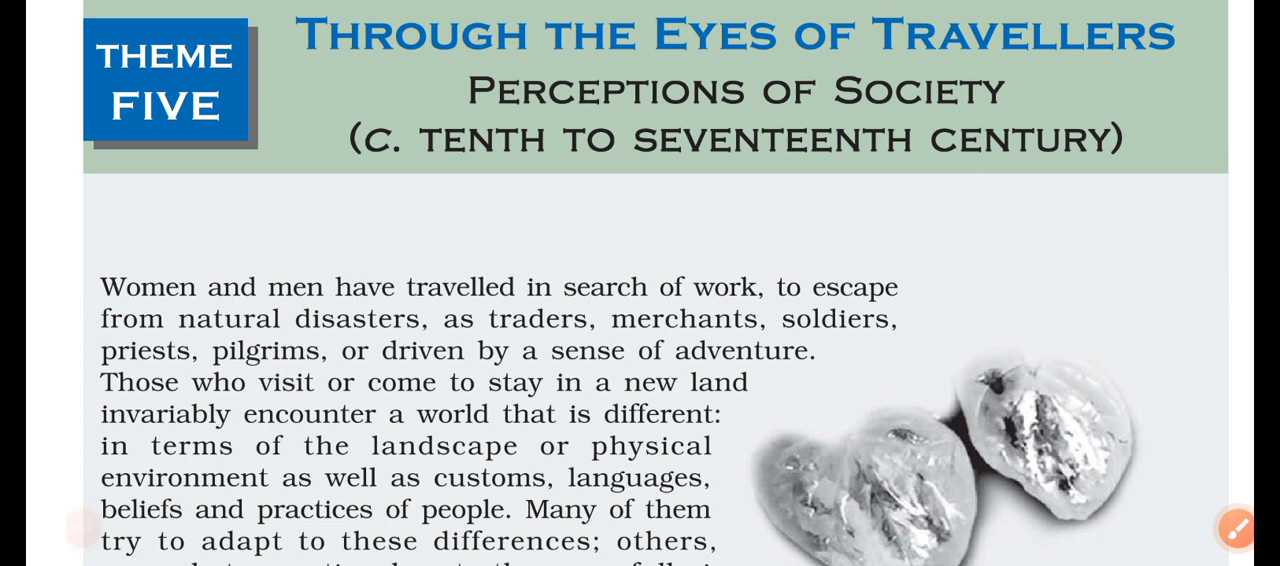 THEME
FIVE
THROUGH THE EYES OF TRAVELLERS
PERCEPTIONS OF SOCIETY
(C. TENTH TO SEVENTEENTH CENTURY)
Women and men have travelled in search of work, to escape
from natural disasters, as traders, merchants, soldiers,
priests, pilgrims, or driven by a sense of adventure.
Those who visit or come to stay in a new land
invariably encounter a world that is different:
in terms of the landscape or physical
environment as well as customs, languages,
beliefs and practices of people. Many of them
try to adapt to these differences; others,